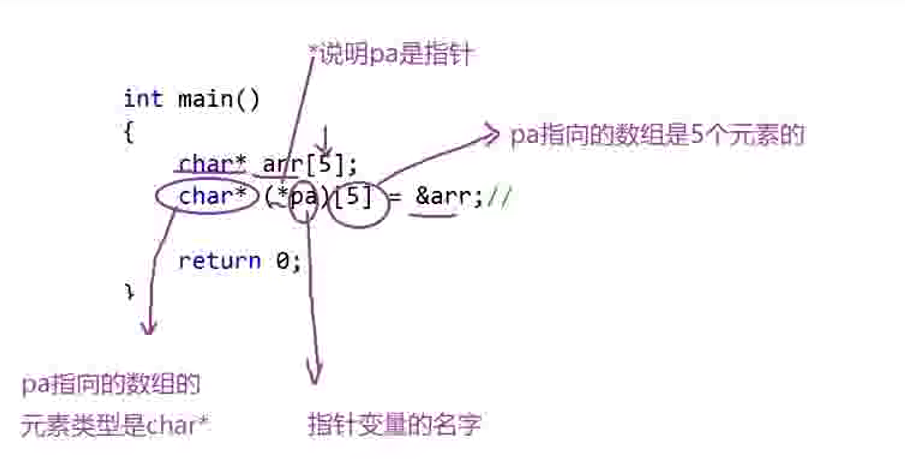 *说明pa是指针
int main()
{
pa指向的数组是5个元素的
char* arr[5];
char* (*pa)[5] = &arr;//
return 0;
}
pa指向的数组的
元素类型是char*
指针变量的名字